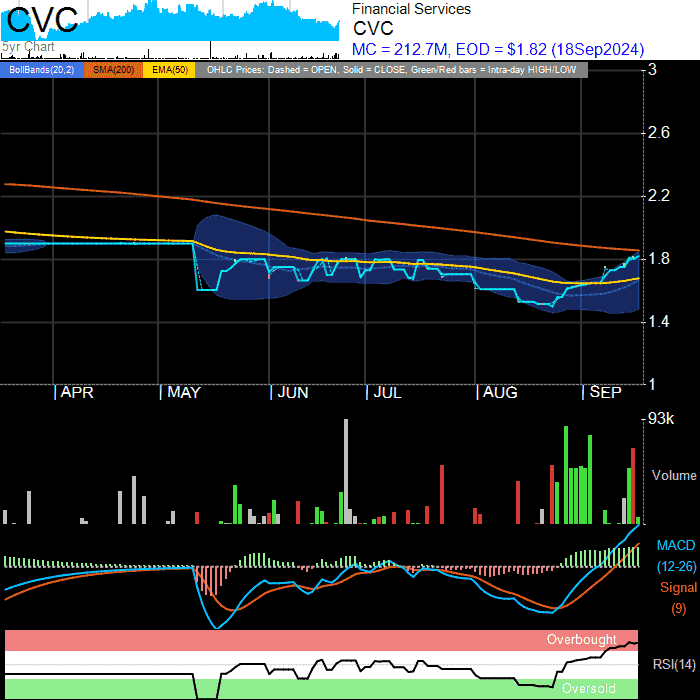 CVC
5yr Chart
Financial Services
CVC
MC = 212.7M, EOD = $1.82 (18Sep2024)
BollBands(20,2) SMA(200) EMA(50) OHLC Prices: Dashed = OPEN, Solid = CLOSE, Green/Red bars = Intra-day HIGH/LOW
3
2.6
2.2
1.8
1.4
1
APR MAY JUN JUL AUG SEP
93k
Volume
MACD
(12-26)
Signal
(9)
Overbought
RSI(14)
Oversold